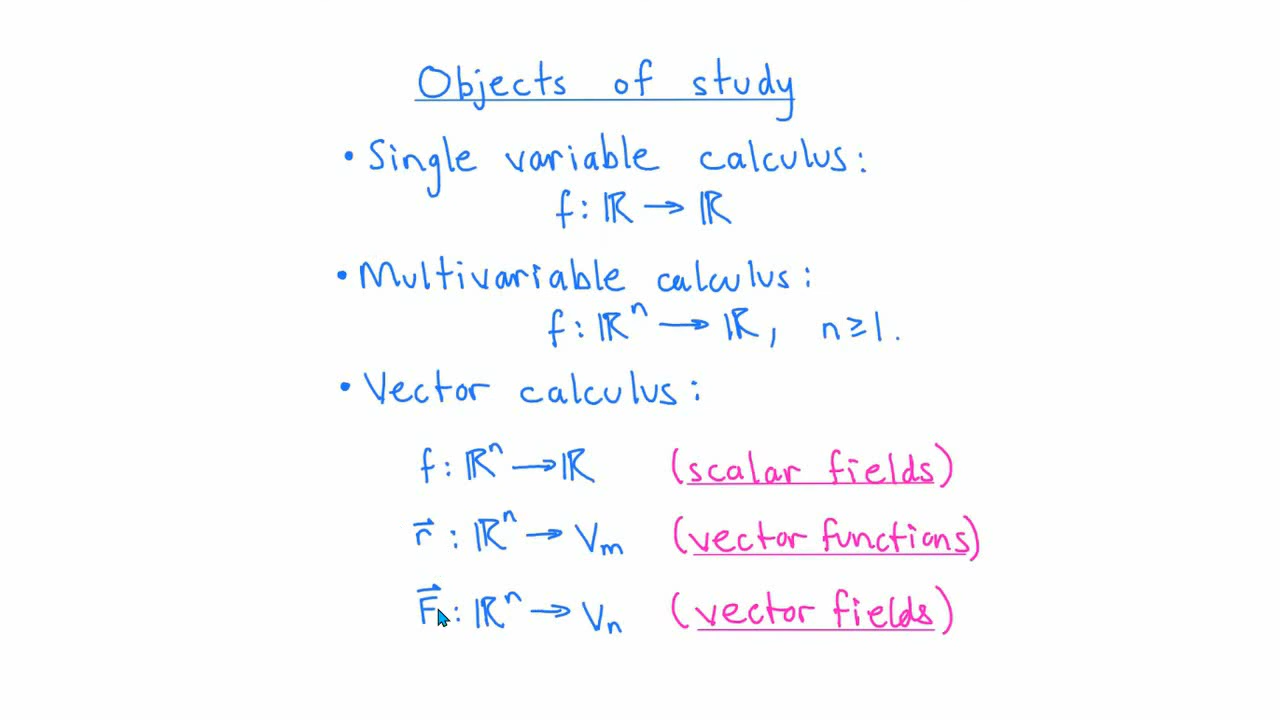 Objects of study
• Single variable calculus:
f: ℝ → ℝ
• Multivariable calculus:
f: ℝⁿ → ℝ, n≥1.
• Vector calculus:
f: ℝⁿ → ℝ (scalar fields)
r⃗ : ℝⁿ → Vₘ (vector functions)
F⃗ : ℝⁿ → Vₙ (vector fields)